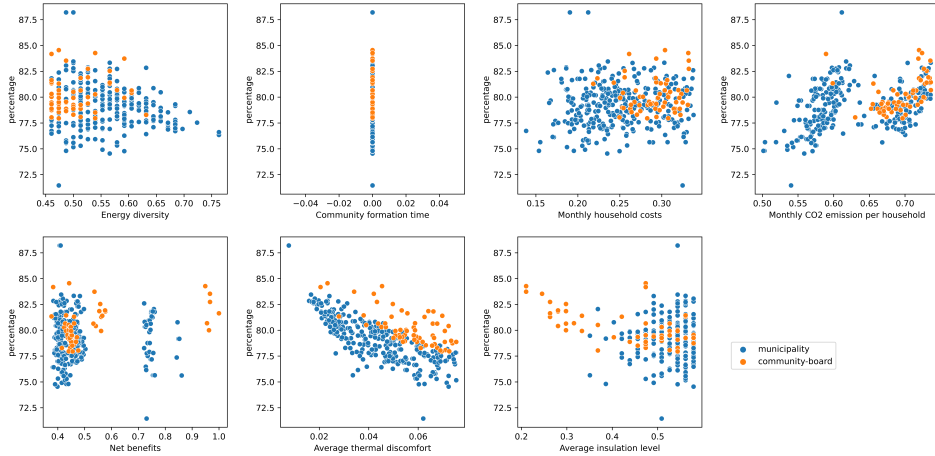 87.5 87.5 87.5 87.5
85.0 85.0 85.0 85.0
82.5 82.5 82.5 82.5
percentage percentage percentage percentage
80.0 80.0 80.0 80.0
77.5 77.5 77.5 77.5
75.0 75.0 75.0 75.0
72.5 72.5 72.5 72.5
0.45 0.50 0.55 0.60 0.65 0.70 0.75 −0.04 −0.02 0.00 0.02 0.04 0.15 0.20 0.25 0.30 0.50 0.55 0.60 0.65 0.70
Energy diversity Community formation time Monthly household costs Monthly CO2 emission per household
87.5 87.5 87.5
85.0 85.0 85.0
82.5 82.5 82.5
percentage percentage percentage
80.0 80.0 80.0
municipality
community-board
77.5 77.5 77.5
75.0 75.0 75.0
72.5 72.5 72.5
0.4 0.5 0.6 0.7 0.8 0.9 1.0 0.02 0.04 0.06 0.2 0.3 0.4 0.5
Net benefits Average thermal discomfort Average insulation level